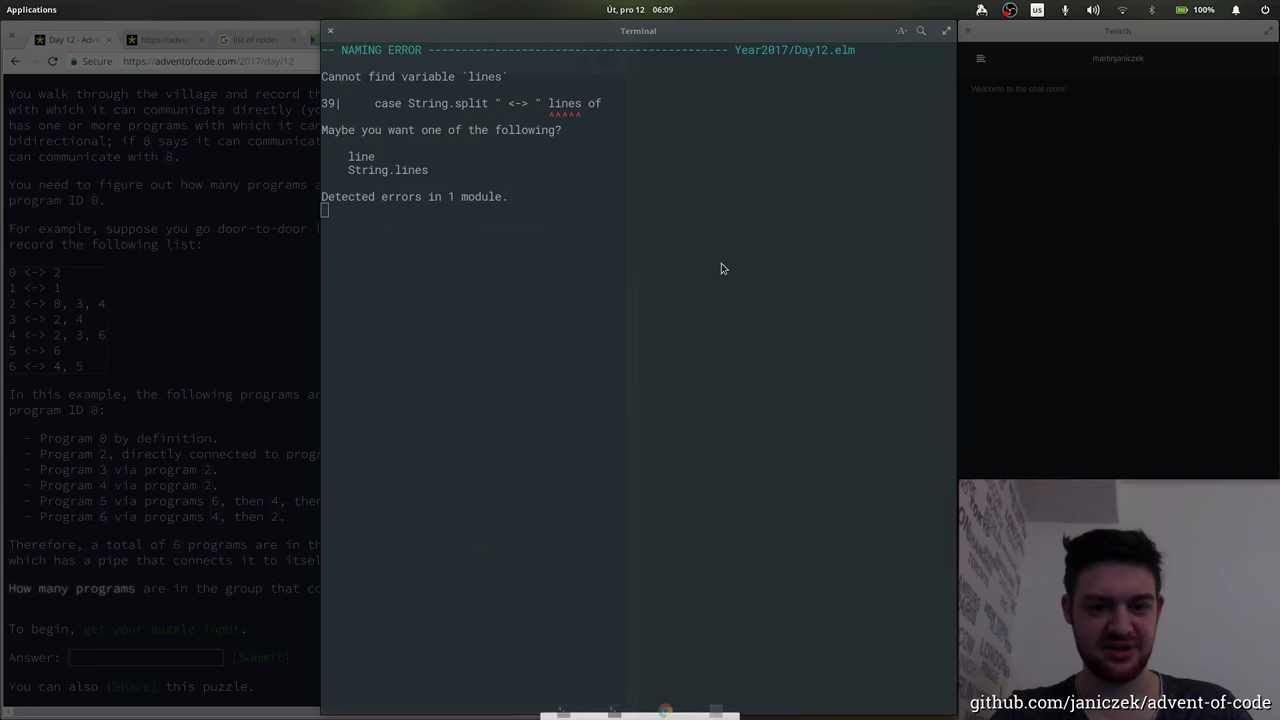 Applications
Út, pro 12 06:09
us
100%
Day 12 - Adv
https://adven
list of nodes
Terminal
Twitch
Secure
https://adventofcode.com/2017/day/12
martinjaniczek
Welcome to the chat room!
-- NAMING ERROR --------------------------------------------- Year2017/Day12.elm
Cannot find variable `lines`
39| case String.split " <-> " lines of
^^^^^
Maybe you want one of the following?
line
String.lines
Detected errors in 1 module.
You walk through the village and record th
with which it can communicate directly (yo
has one or more programs with which it can
bidirectional; if 8 says it can communicat
can communicate with 8.
You need to figure out how many programs a
program ID 0.
For example, suppose you go door-to-door l
record the following list:
0 <-> 2
1 <-> 1
2 <-> 0, 3, 4
3 <-> 2, 4
4 <-> 2, 3, 6
5 <-> 6
6 <-> 4, 5
In this example, the following programs ar
program ID 0:
- Program 0 by definition.
- Program 2, directly connected to progr
- Program 3 via program 2.
- Program 4 via program 2.
- Program 5 via programs 6, then 4, then
- Program 6 via programs 4, then 2.
Therefore, a total of 6 programs are in th
which has a pipe that connects it to itsel
How many programs are in the group that co
To begin, get your puzzle input.
Answer:
[Submit]
You can also [Share] this puzzle.
github.com/janiczek/advent-of-code